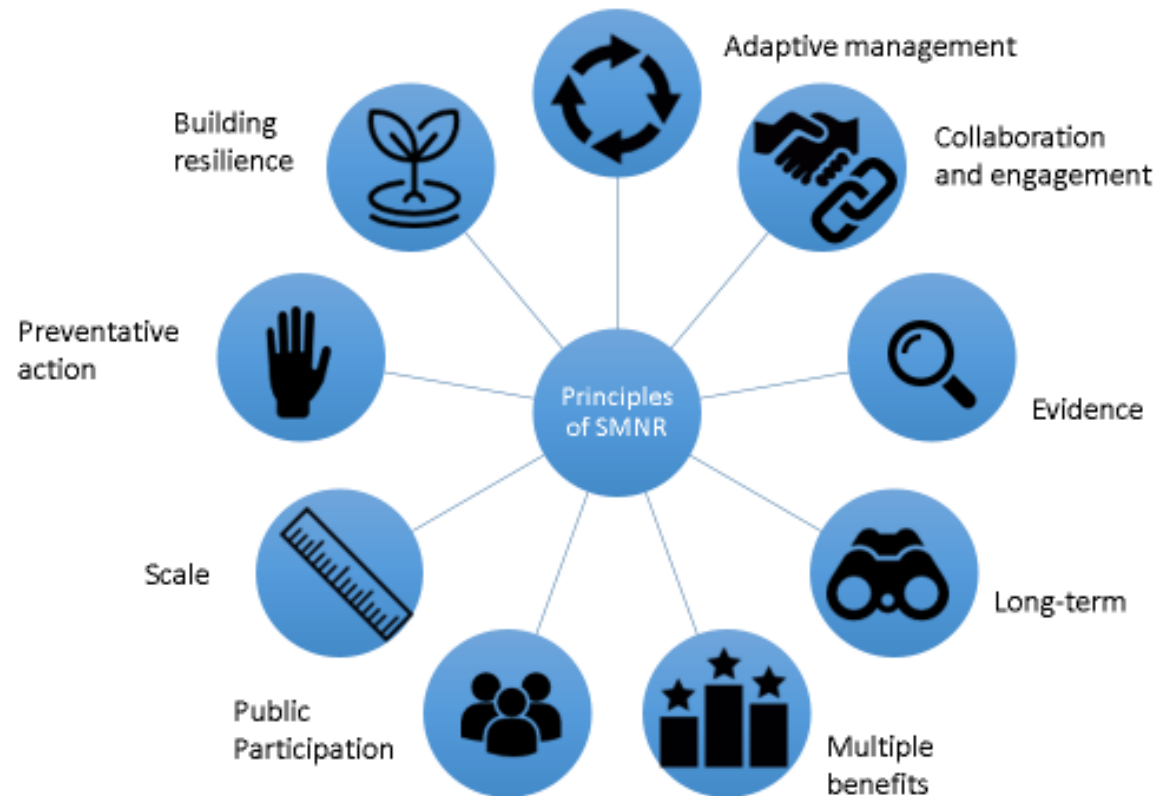 Adaptive management
Collaboration
and engagement
Evidence
Long-term
Multiple
benefits
Public
Participation
Scale
Preventative
action
Building
resilience
Principles
of SMNR